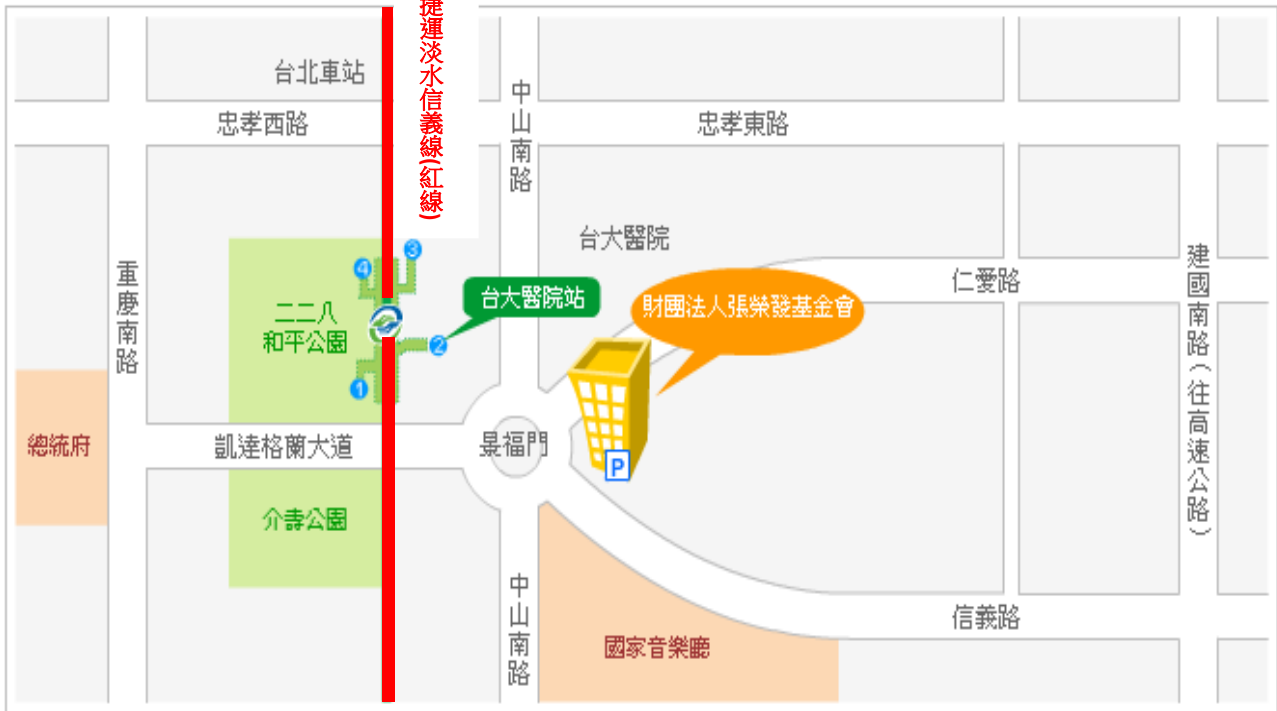 捷運淡水信義線(紅線)
台北車站
忠孝西路
中山南路
忠孝東路
台大醫院
重慶南路
3
4
二二八
和平公園
台大醫院站
2
1
財團法人張榮發基金會
仁愛路
建國南路(往高速公路)
總統府
凱達格蘭大道
景福門
P
介壽公園
中山南路
國家音樂廳
信義路